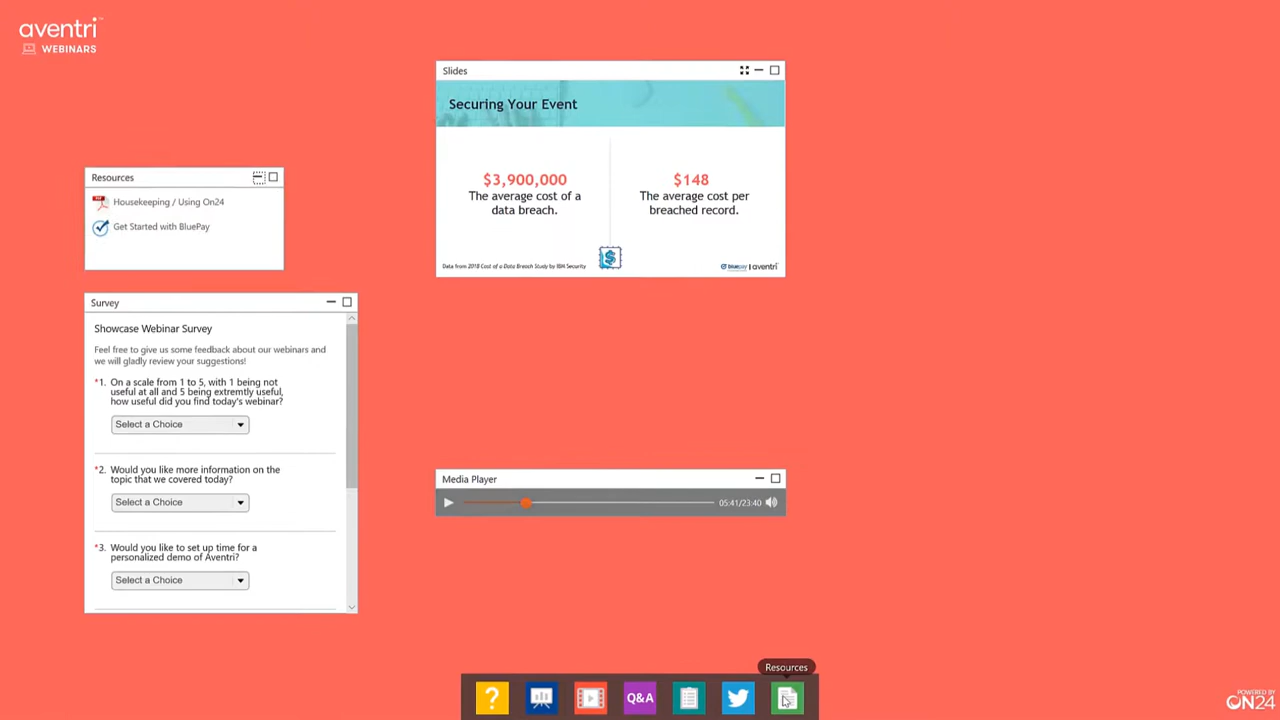 aventri
WEBINARS
Slides
Securing Your Event
$3,900,000
The average cost of a
data breach.
$148
The average cost per
breached record.
Data from 2018 Cost of a Data Breach Study by IBM Security
bluepay | aventri
Resources
Housekeeping / Using On24
Get Started with BluePay
Survey
Showcase Webinar Survey
Feel free to give us some feedback about our webinars and
we will gladly review your suggestions!
*1. On a scale from 1 to 5, with 1 being not
useful at all and 5 being extremtly useful,
how useful did you find today's webinar?
Select a Choice
*2. Would you like more information on the
topic that we covered today?
Select a Choice
*3. Would you like to set up time for a
personalized demo of Aventri?
Select a Choice
Media Player
05:41/23:40
Resources
?
Q&A
POWERED BY
ON24